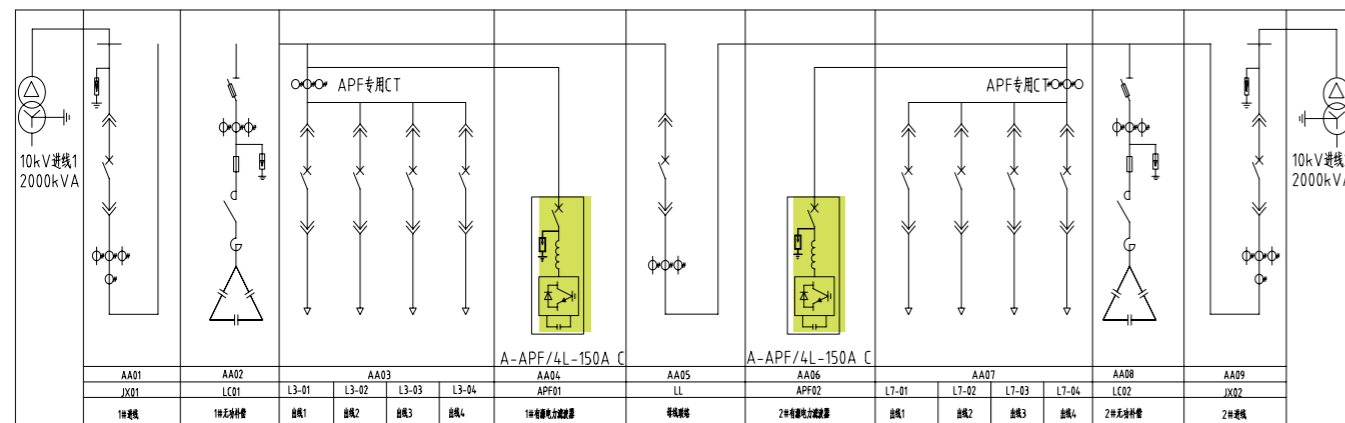 APF专用CT
APF专用CT
10kV进线1
2000kVA
10kV进线
2000kVA
A-APF/4L-150A C
A-APF/4L-150A C
AA01 AA02 AA03 AA04 AA05 AA06 AA07 AA08 AA09
JX01 LC01 L3-01 L3-02 L3-03 L3-04 APF01 LL APF02 L7-01 L7-02 L7-03 L7-04 LC02 JX02
1#进线 1#无功补偿 出线1 出线2 出线3 出线4 1#有源电力滤波器 母线联络 2#有源电力滤波器 出线1 出线2 出线3 出线4 2#无功补偿 2#进线